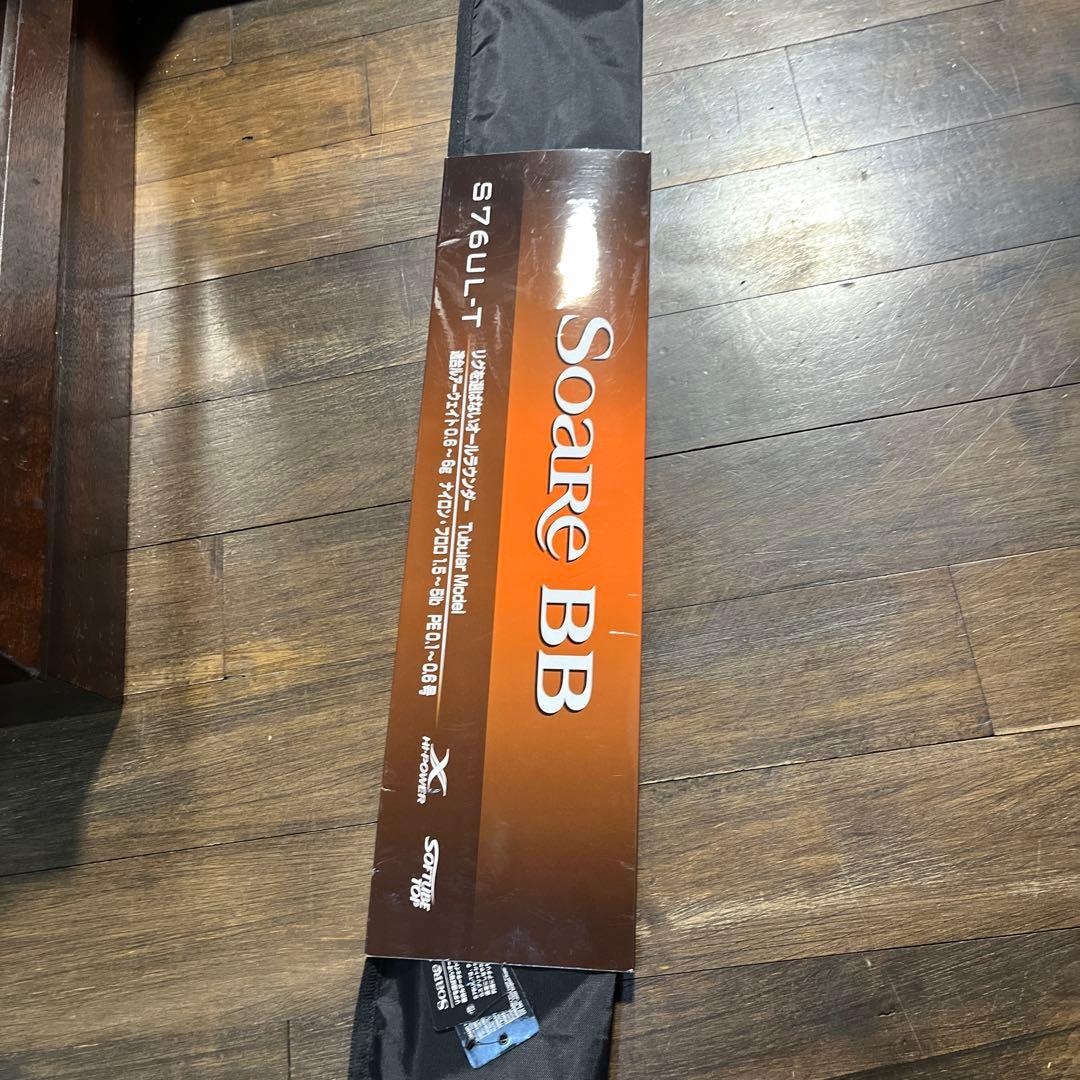 Soare BB
S76UL-T
リグを選ばないオールラウンダー Tubular Model
適合ルアーウェイト0.6～6g ナイロン・フロロ1.5～5lb PE0.1～0.6号
X
HI-POWER
SOFTUBE
TOP
Soare